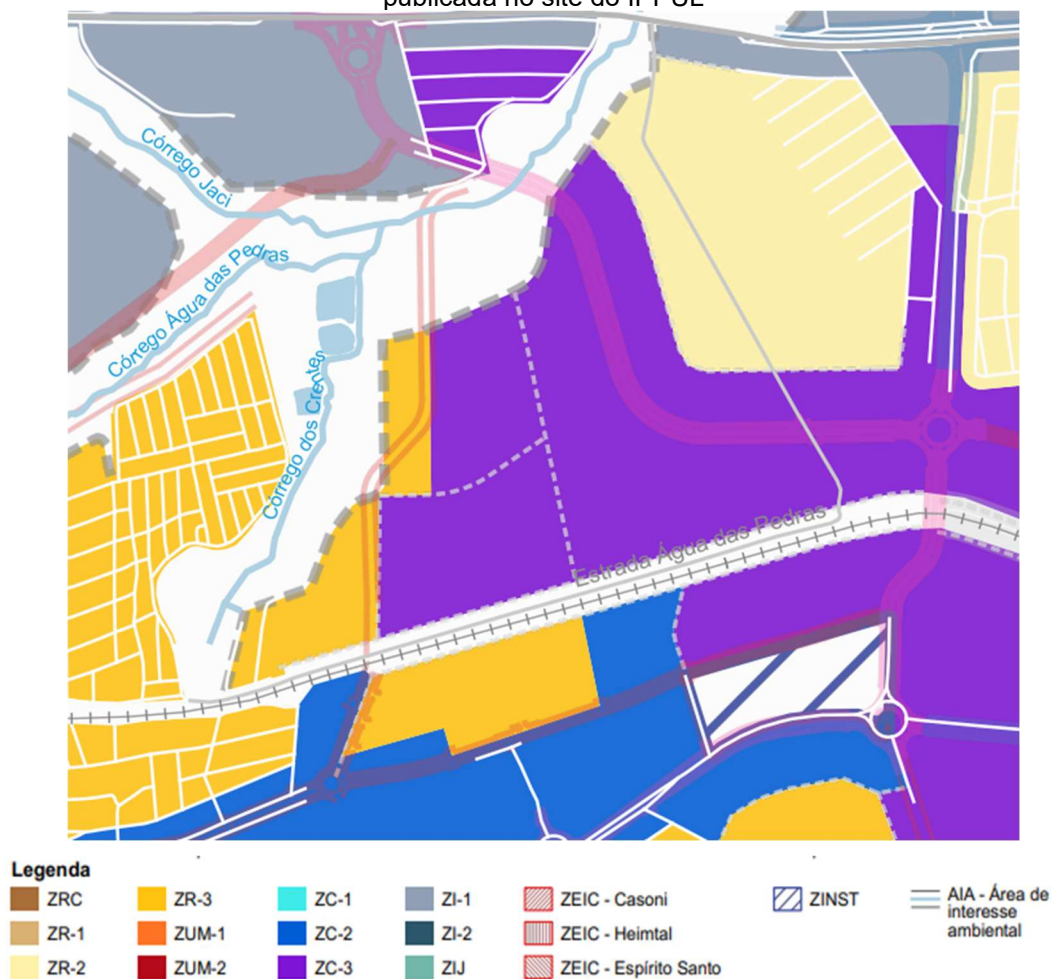 publicada no site do IPPUL
Córrego Jaci
Córrego Água das Pedras
Córrego dos Crentes
Estrada Água das Pedras
Legenda
ZRC
ZR-3
ZC-1
ZI-1
ZEIC - Casoni
ZINST
AIA - Área de
interesse
ambiental
ZR-1
ZUM-1
ZC-2
ZI-2
ZEIC - Heimtal
ZR-2
ZUM-2
ZC-3
ZIJ
ZEIC - Espírito Santo